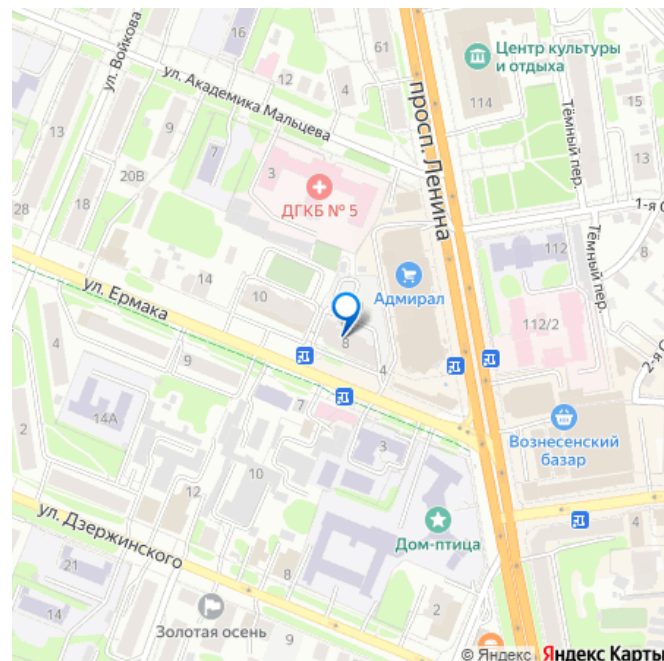 16
61
Центр культуры
и отдыха
ул. Войкова
ул. Академика Мальцева
12
4
114
Тёмный пер.
15
13
9
7
просп. Ленина
18
20В
3
ДГКБ № 5
28
1-я С
Тёмный пер.
112
8
14
10
Адмирал
ул. Ермака
112/2
8
2-я С
4
9
14А
7
2
3
Вознесенский
базар
10
12
ул. Дзержинского
Дом-птица
4
21
8
14
2
Золотая осень
9
© Яндекс Яндекс Карты